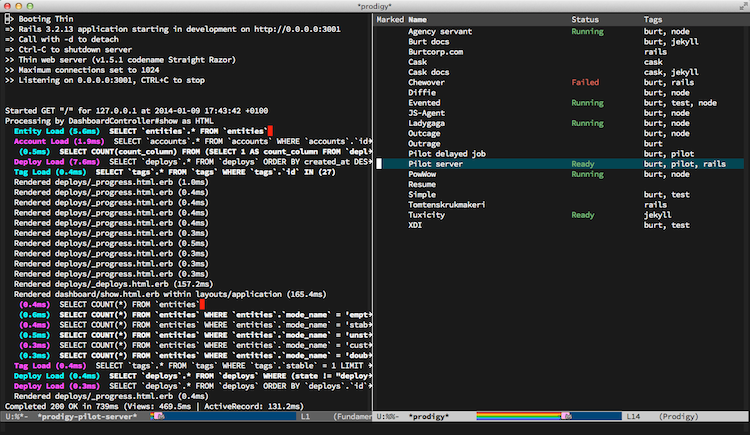 *prodigy*
=> Booting Thin
=> Rails 3.2.13 application starting in development on http://0.0.0.0:3001
=> Call with -d to detach
=> Ctrl-C to shutdown server
>> Thin web server (v1.5.1 codename Straight Razor)
>> Maximum connections set to 1024
>> Listening on 0.0.0.0:3001, CTRL+C to stop
Started GET "/" for 127.0.0.1 at 2014-01-09 17:43:42 +0100
Processing by DashboardController#show as HTML
Entity Load (5.6ms)  SELECT `entities`.* FROM `entities`
Account Load (1.9ms)  SELECT `accounts`.* FROM `accounts` WHERE `accounts`.`id
(0.5ms)  SELECT COUNT(count_column) FROM (SELECT 1 AS count_column FROM `depl
Deploy Load (7.6ms)  SELECT `deploys`.* FROM `deploys` ORDER BY created_at DES
Tag Load (0.4ms)  SELECT `tags`.* FROM `tags` WHERE `tags`.`id` IN (27)
Rendered deploys/_progress.html.erb (1.0ms)
Rendered deploys/_progress.html.erb (0.4ms)
Rendered deploys/_progress.html.erb (0.4ms)
Rendered deploys/_progress.html.erb (0.4ms)
Rendered deploys/_progress.html.erb (0.4ms)
Rendered deploys/_progress.html.erb (0.3ms)
Rendered deploys/_progress.html.erb (0.5ms)
Rendered deploys/_progress.html.erb (0.3ms)
Rendered deploys/_progress.html.erb (0.3ms)
Rendered deploys/_deploys.html.erb (157.2ms)
Rendered dashboard/show.html.erb within layouts/application (165.4ms)
(0.4ms)  SELECT COUNT(*) FROM `entities`
(0.6ms)  SELECT COUNT(*) FROM `entities` WHERE `entities`.`mode_name` = 'empt
(0.4ms)  SELECT COUNT(*) FROM `entities` WHERE `entities`.`mode_name` = 'stab
(0.5ms)  SELECT COUNT(*) FROM `entities` WHERE `entities`.`mode_name` = 'unst
(0.3ms)  SELECT COUNT(*) FROM `entities` WHERE `entities`.`mode_name` = 'cust
(0.3ms)  SELECT COUNT(*) FROM `entities` WHERE `entities`.`mode_name` = 'doub
Tag Load (0.4ms)  SELECT `tags`.* FROM `tags` WHERE `tags`.`stable` = 1 LIMIT
Deploy Load (0.4ms)  SELECT `deploys`.* FROM `deploys` WHERE (state != "deploy
Deploy Load (0.3ms)  SELECT `deploys`.* FROM `deploys` ORDER BY `deploys`.`id`
Completed 200 OK in 739ms (Views: 469.5ms | ActiveRecord: 131.2ms)
U:%*-  *prodigy-pilot-server*  L1  (Fundamen
Marked Name Status Tags
Agency servant Running burt, node
Burt docs burt, jekyll
Burtcorp.com rails
Cask cask
Cask docs cask, jekyll
Chewover Failed burt, rails
Diffie burt, node
Evented Running burt, test, node
JS-Agent burt, node
Ladygaga Running burt, node
Outcage burt, node
Outrage burt
Pilot delayed job burt, pilot
Pilot server Ready burt, pilot, rails
PowWow Running burt, node
Resume
Simple burt, test
Tomtenskrukmakeri rails
Tuxicity Ready jekyll
XDI burt, test
U:%%-  *prodigy*  L14  (Prodigy)